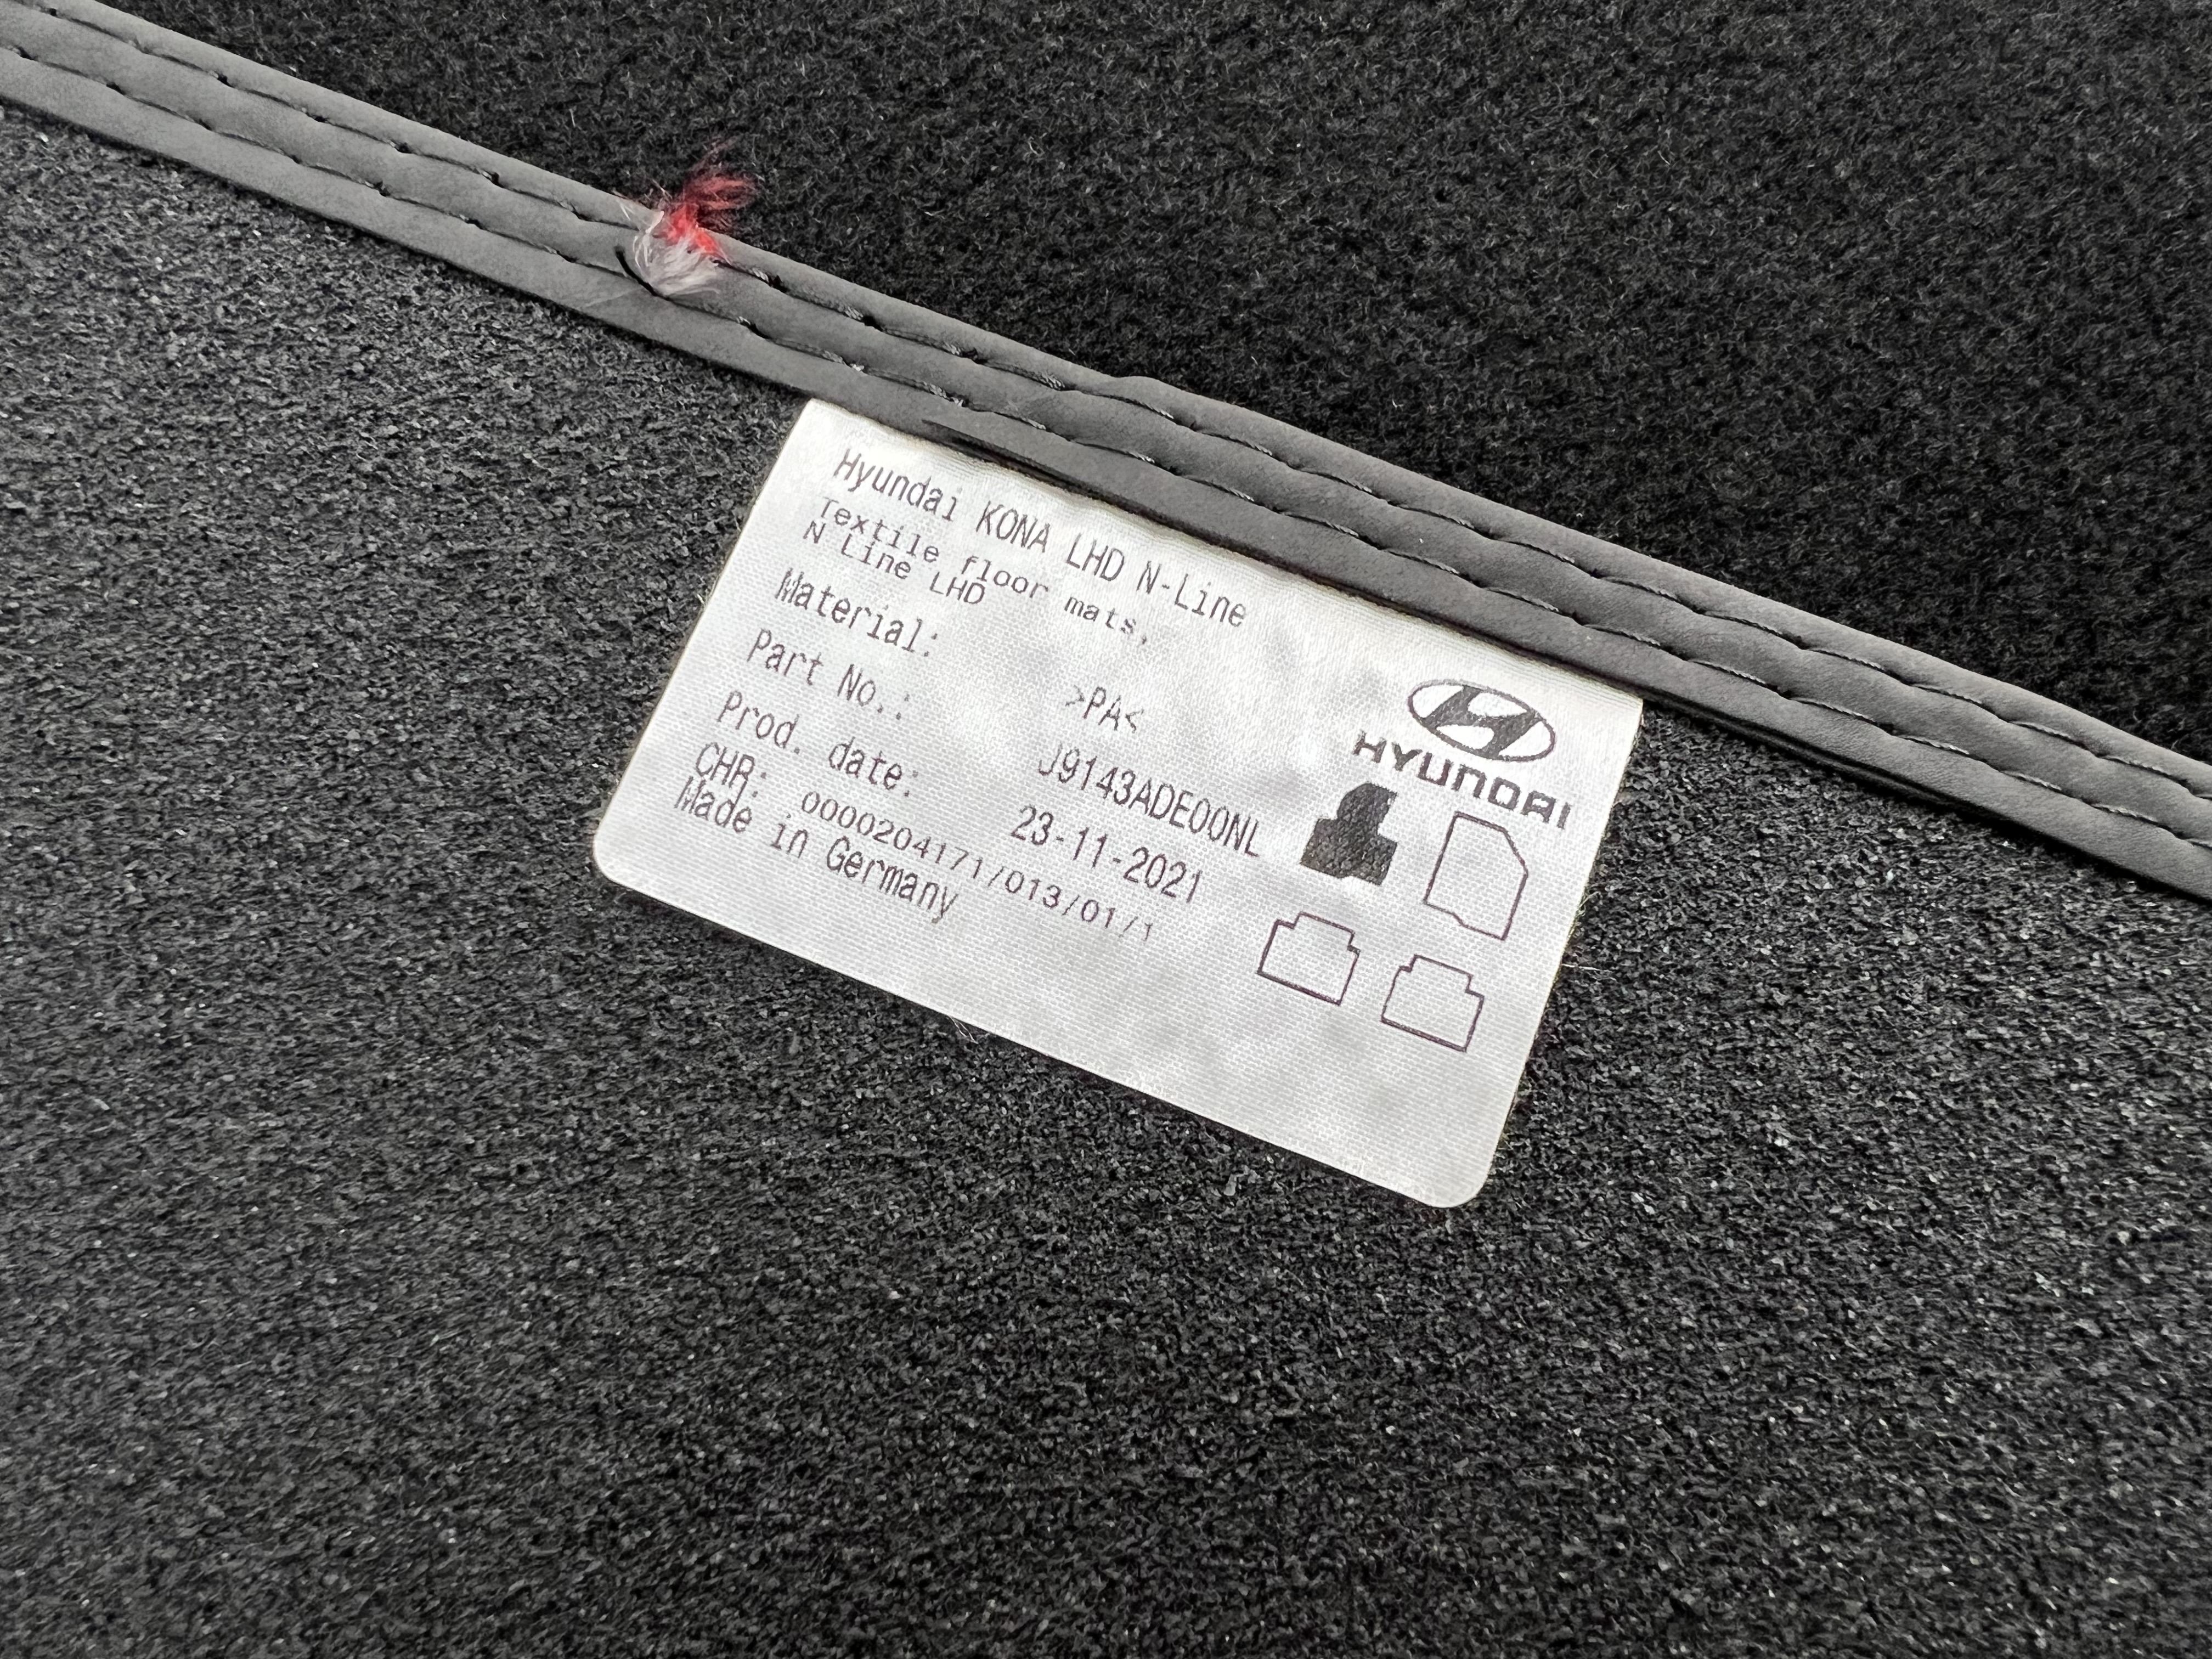 Hyundai KONA LHD N-Line
Textile floor mats,
N Line LHD
Material: >PA<
Part No.: J9143ADE00NL
Prod. date: 23-11-2021
CHR: 0000204171/013/01/1
Made in Germany
HYUNDAI